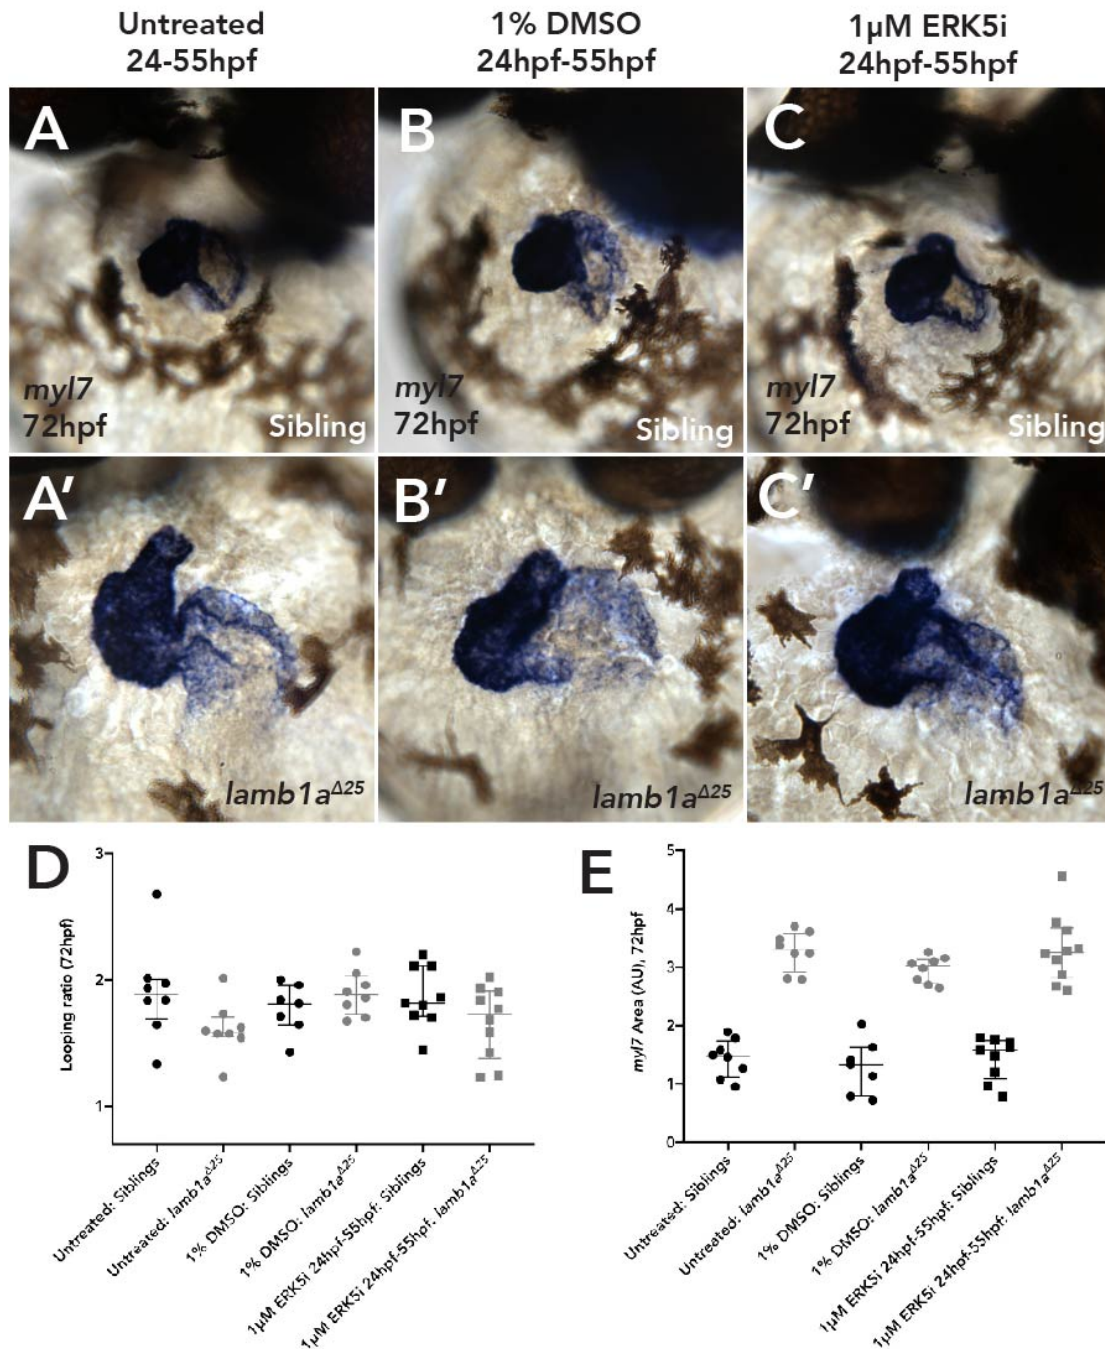 Untreated
24-55hpf
1% DMSO
24hpf-55hpf
1µM ERK5i
24hpf-55hpf
A
myl7
72hpf
Sibling
B
myl7
72hpf
Sibling
C
myl7
72hpf
Sibling
A′
lamb1aΔ25
B′
lamb1aΔ25
C′
lamb1aΔ25
D
Looping ratio (72hpf)
3
2
1
Untreated: Siblings
Untreated: lamb1aΔ25
1% DMSO: Siblings
1% DMSO: lamb1aΔ25
1µM ERK5i 24hpf-55hpf: Siblings
1µM ERK5i 24hpf-55hpf: lamb1aΔ25
E
myl7 Area (AU), 72hpf
5
4
3
2
1
0
Untreated: Siblings
Untreated: lamb1aΔ25
1% DMSO: Siblings
1% DMSO: lamb1aΔ25
1µM ERK5i 24hpf-55hpf: Siblings
1µM ERK5i 24hpf-55hpf: lamb1aΔ25